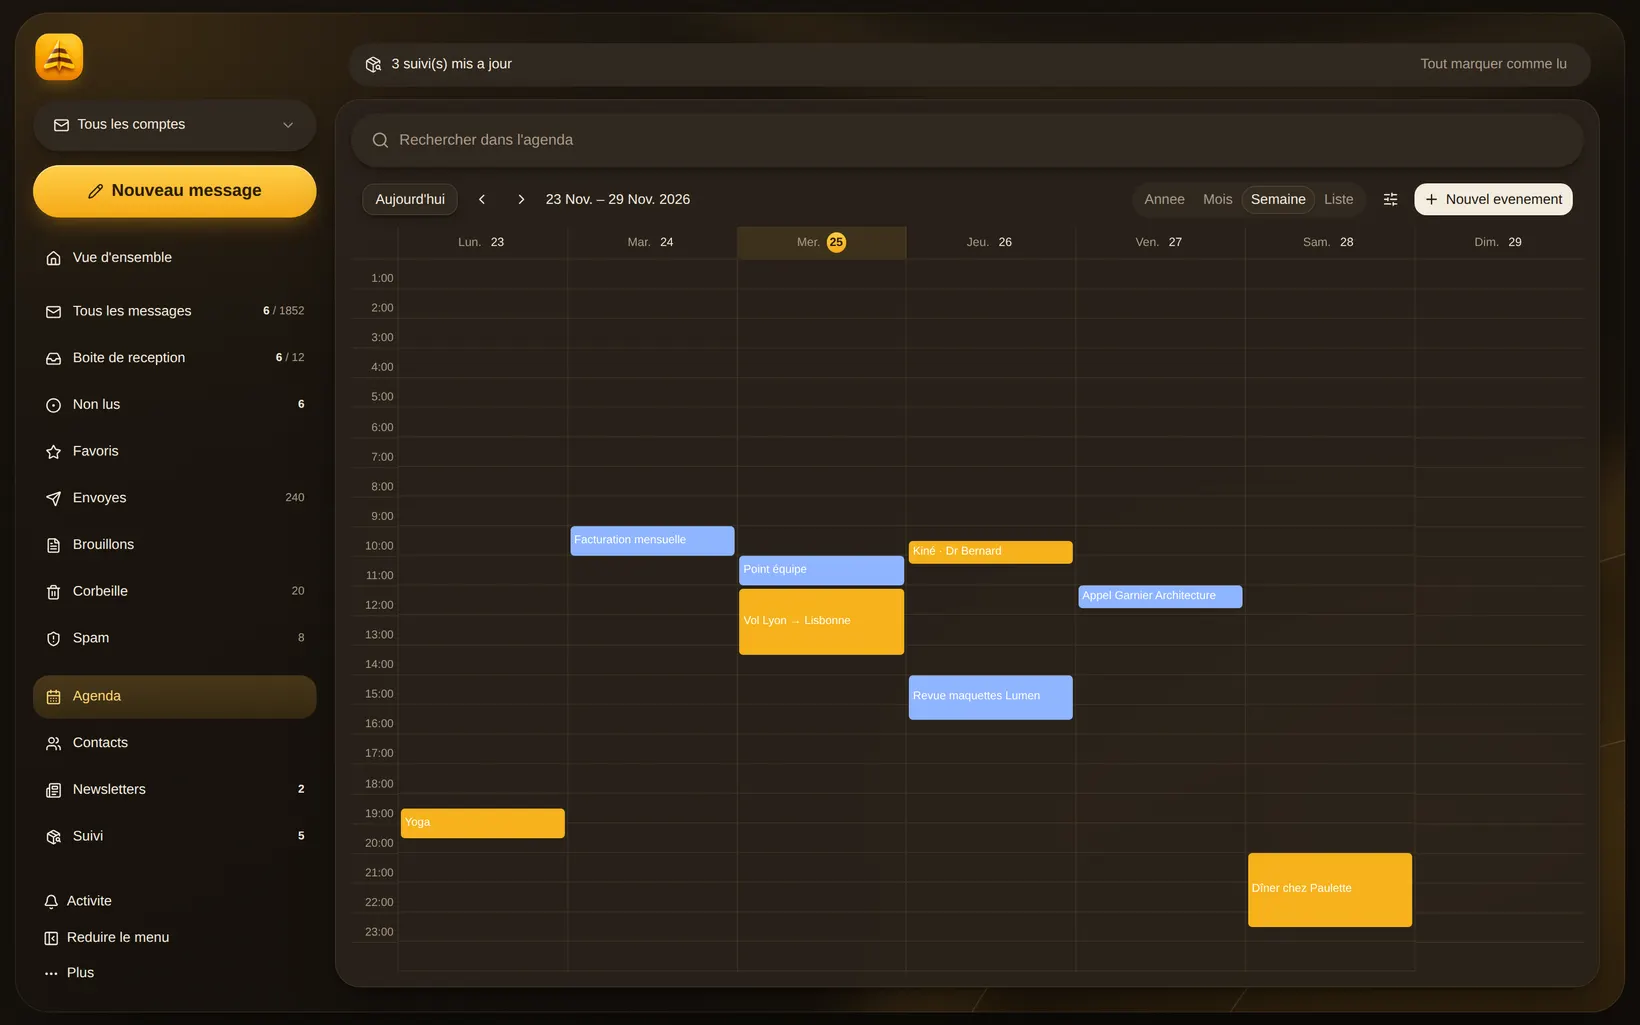 3 suivi(s) mis a jour
Tout marquer comme lu
Tous les comptes
Nouveau message
Vue d'ensemble
Tous les messages 6 / 1852
Boite de reception 6 / 12
Non lus 6
Favoris
Envoyes 240
Brouillons
Corbeille 20
Spam 8
Agenda
Contacts
Newsletters 2
Suivi 5
Activite
Reduire le menu
Plus
Rechercher dans l'agenda
Aujourd'hui
23 Nov. – 29 Nov. 2026
Annee Mois Semaine Liste
Nouvel evenement
Lun. 23 Mar. 24 Mer. 25 Jeu. 26 Ven. 27 Sam. 28 Dim. 29
1:00
2:00
3:00
4:00
5:00
6:00
7:00
8:00
9:00
10:00
11:00
12:00
13:00
14:00
15:00
16:00
17:00
18:00
19:00
20:00
21:00
22:00
23:00
Yoga
Facturation mensuelle
Point équipe
Vol Lyon → Lisbonne
Kiné · Dr Bernard
Revue maquettes Lumen
Appel Garnier Architecture
Dîner chez Paulette